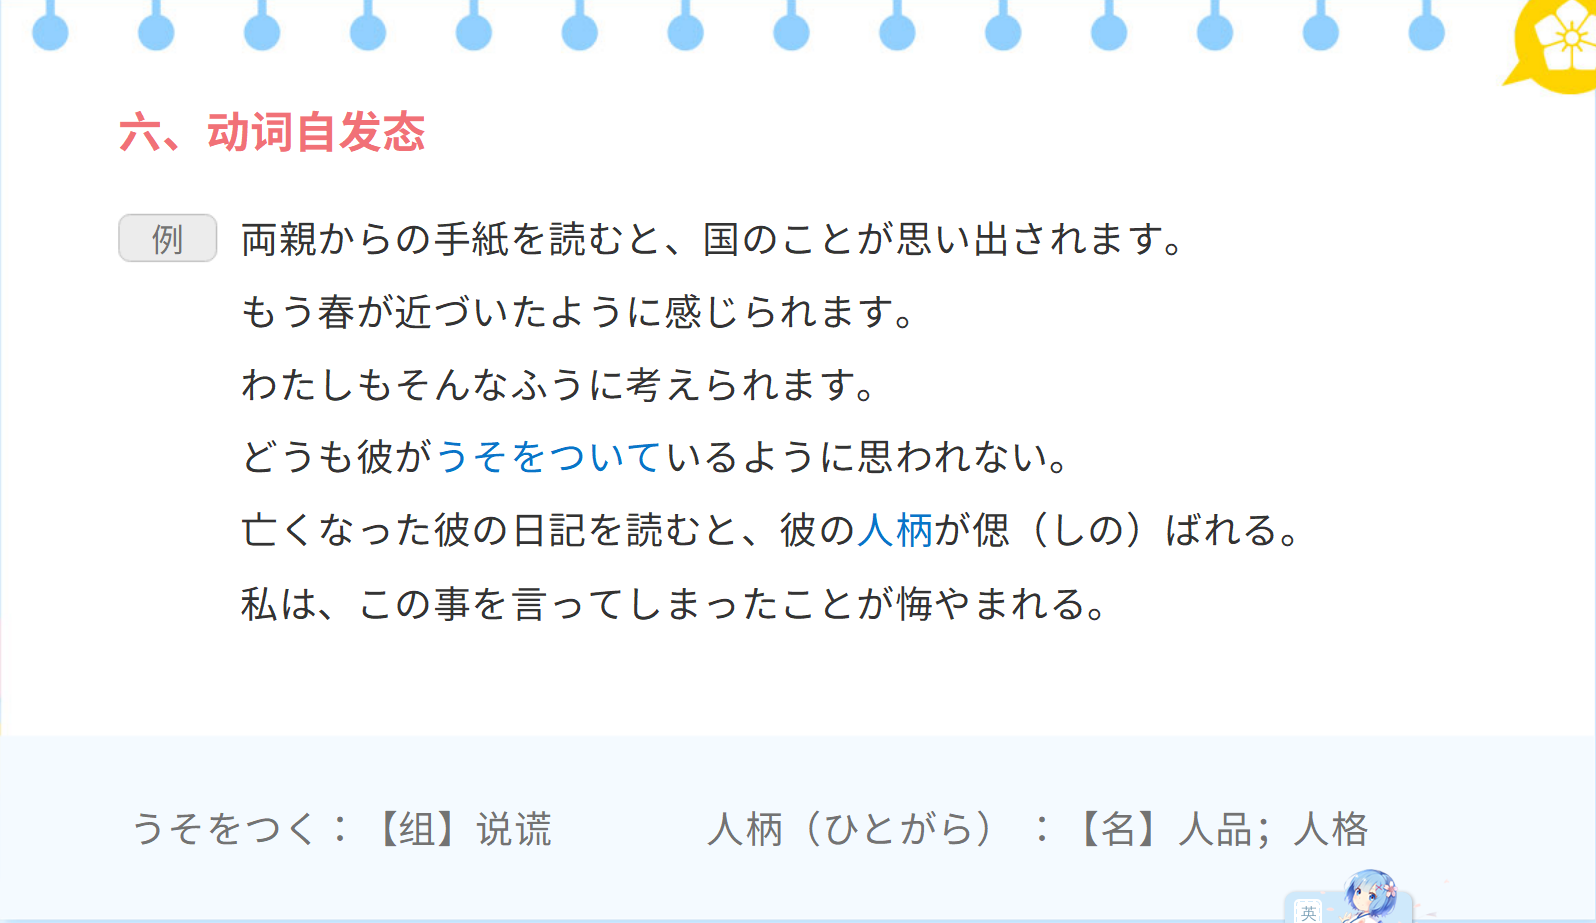 六、动词自发态
例 両親からの手紙を読むと、国のことが思い出されます。
もう春が近づいたように感じられます。
わたしもそんなふうに考えられます。
どうも彼がうそをついているように思われない。
亡くなった彼の日記を読むと、彼の人柄が偲（しの）ばれる。
私は、この事を言ってしまったことが悔やまれる。
うそをつく：【组】说谎 人柄（ひとがら）：【名】人品；人格
英